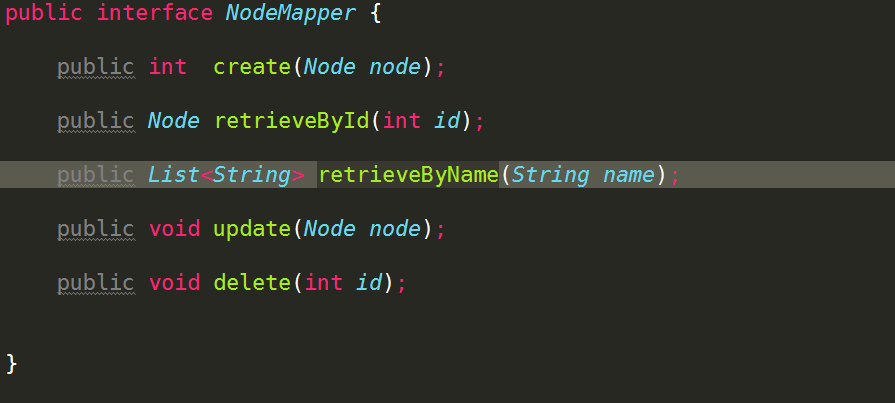 public interface NodeMapper {
public int  create(Node node);
public Node retrieveById(int id);
public List<String> retrieveByName(String name);
public void update(Node node);
public void delete(int id);
}